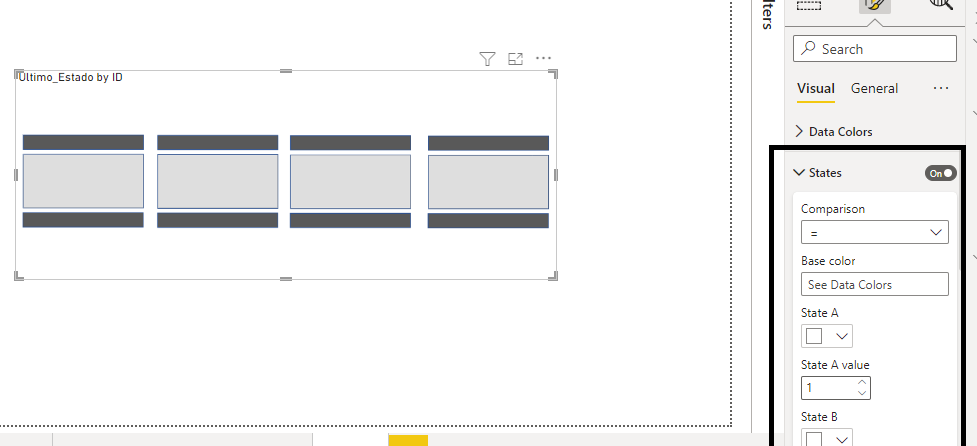 lters
Search
Ultimo_Estado by ID
Visual General ...
Data Colors
States On
Comparison
=
Base color
See Data Colors
State A
State A value
1
State B